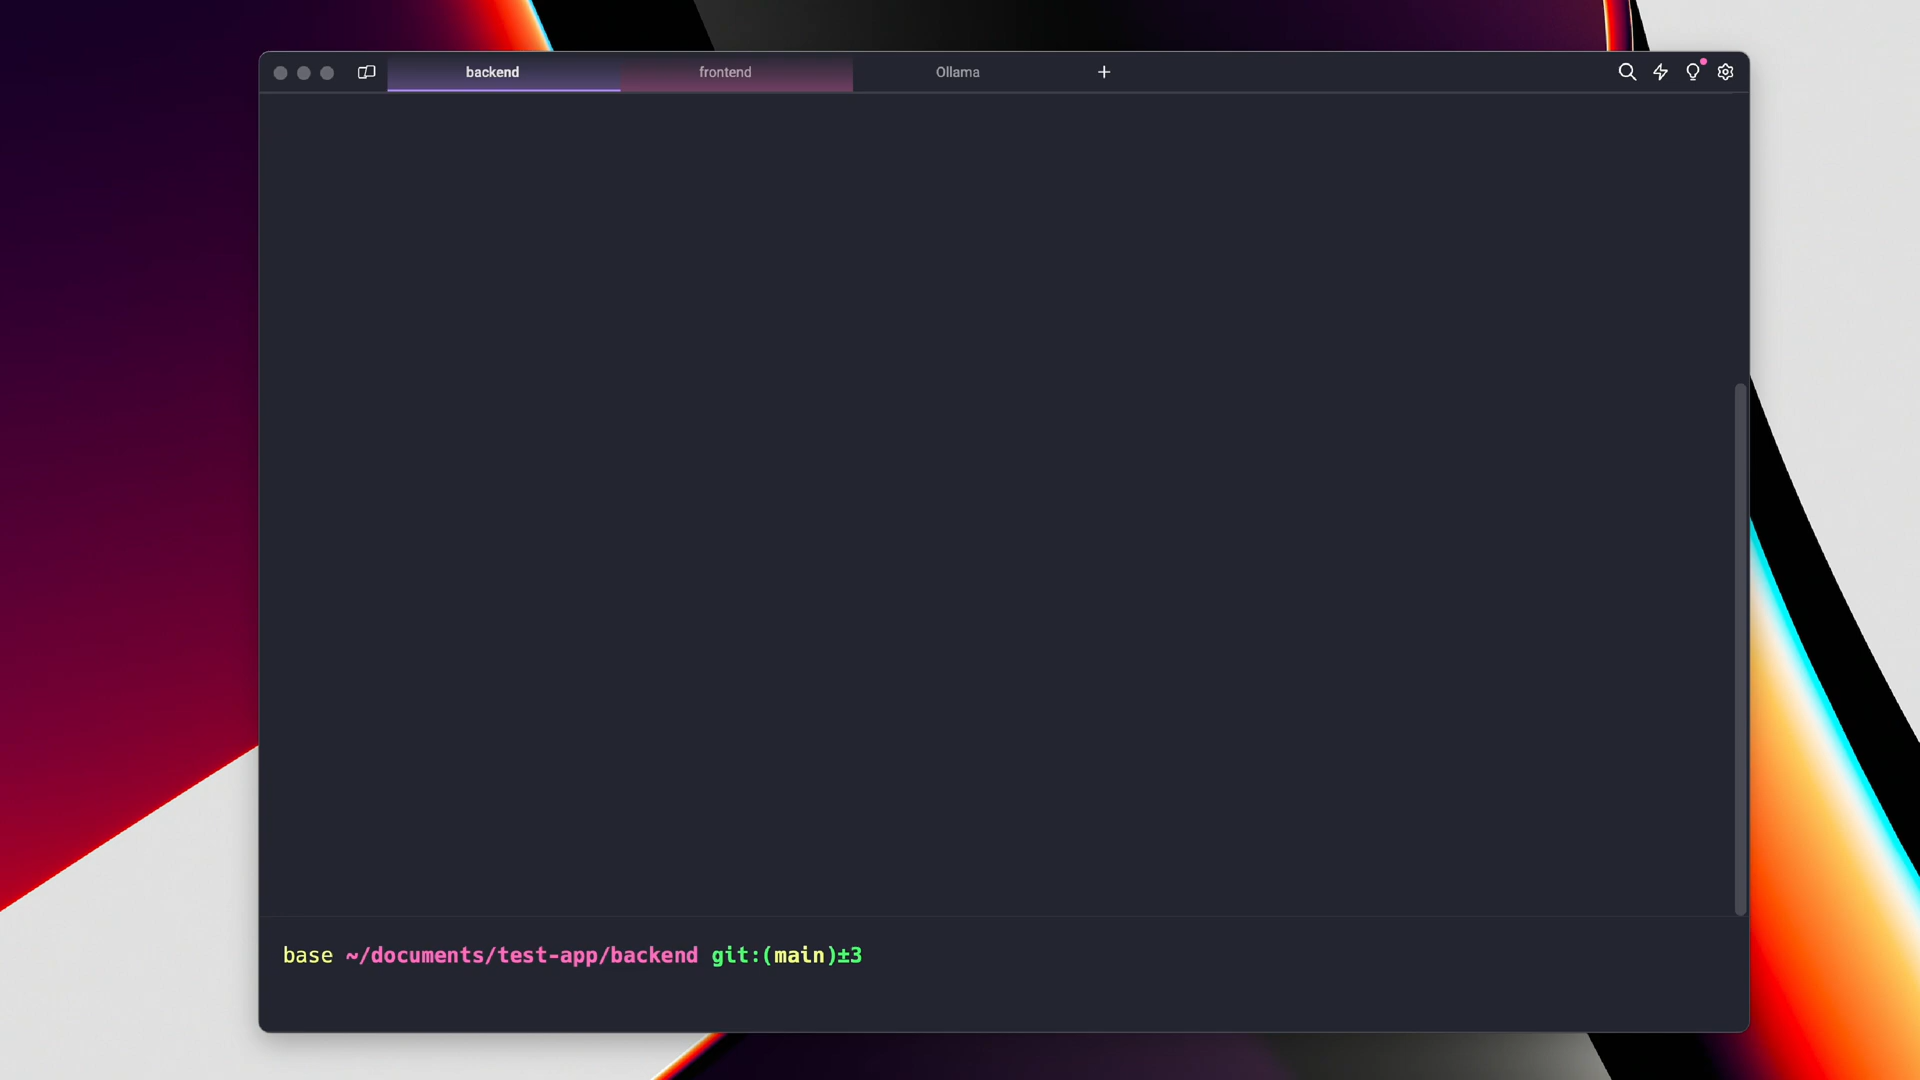 backend frontend Ollama
base ~/documents/test-app/backend git:(main)±3